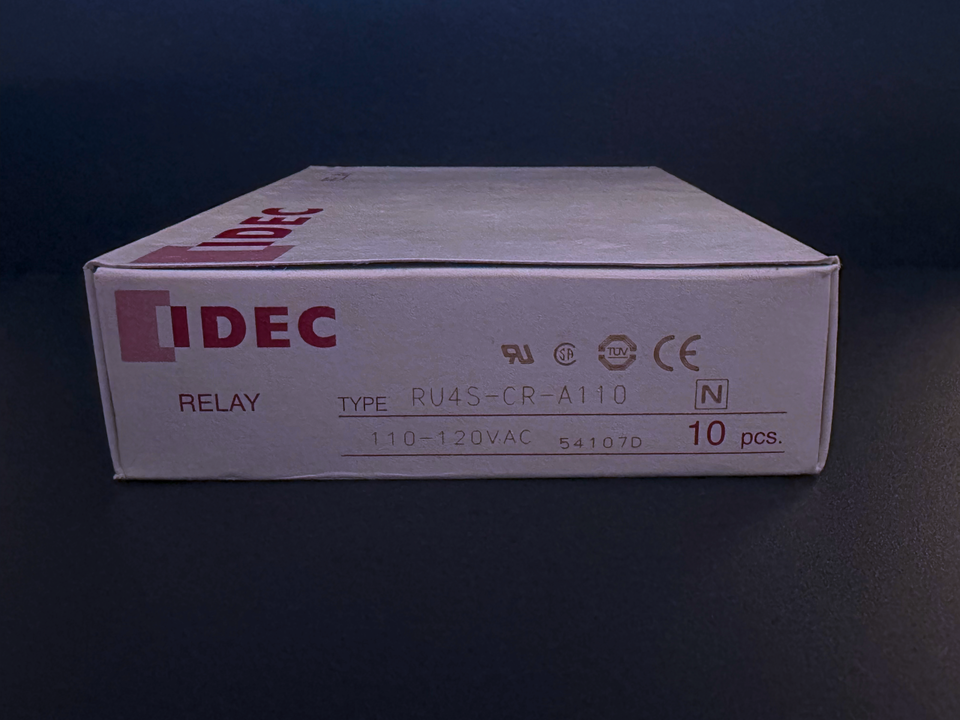 IDEC
IDEC
RELAY
TYPE RU4S-CR-A110 N
110-120VAC 54107D 10 pcs.